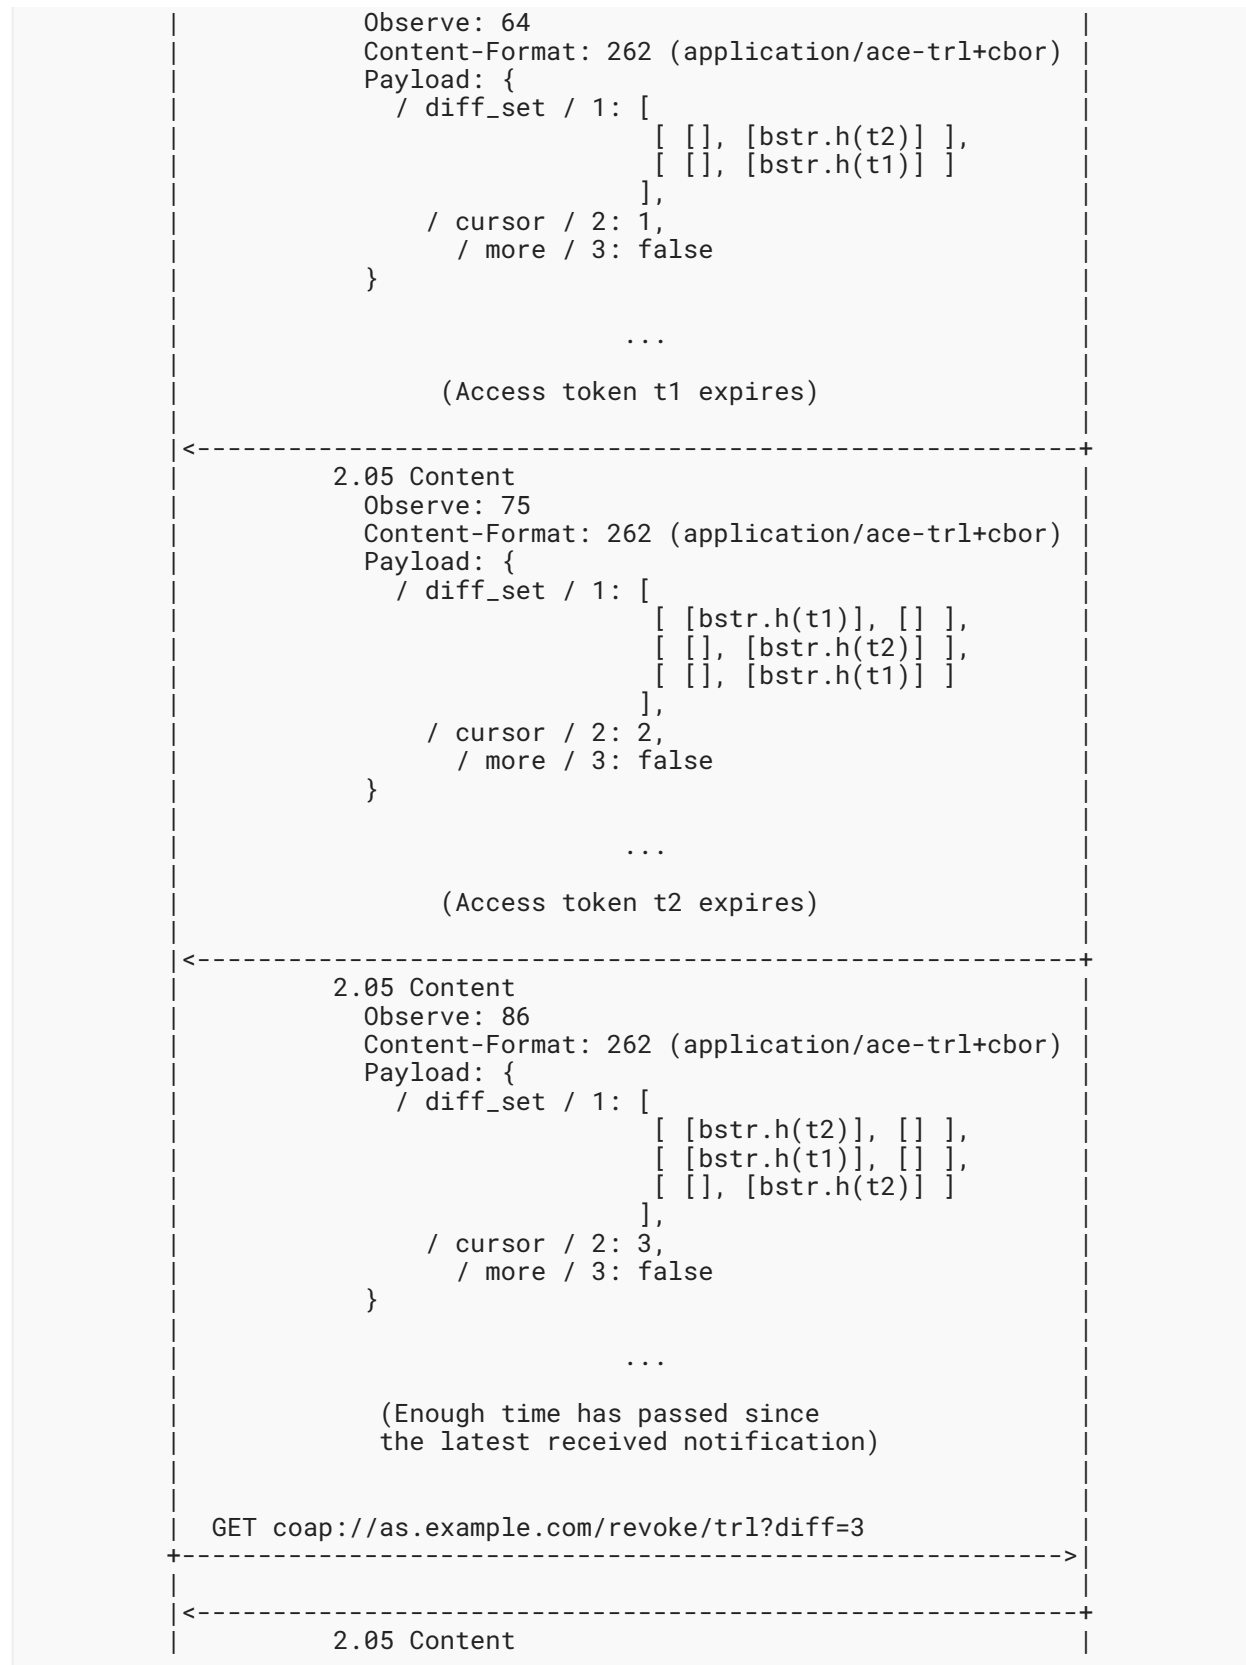 |            Observe: 64                                     |
|            Content-Format: 262 (application/ace-trl+cbor) |
|            Payload: {                                      |
|              / diff_set / 1: [                             |
|                               [ [], [bstr.h(t2)] ],        |
|                               [ [], [bstr.h(t1)] ]         |
|                              ],                            |
|                / cursor / 2: 1,                            |
|                  / more / 3: false                         |
|            }                                               |
|                                                            |
|                             ...                            |
|                                                            |
|                 (Access token t1 expires)                  |
|                                                            |
|<----------------------------------------------------------+
|          2.05 Content                                      |
|            Observe: 75                                     |
|            Content-Format: 262 (application/ace-trl+cbor) |
|            Payload: {                                      |
|              / diff_set / 1: [                             |
|                               [ [bstr.h(t1)], [] ],        |
|                               [ [], [bstr.h(t2)] ],        |
|                               [ [], [bstr.h(t1)] ]         |
|                              ],                            |
|                / cursor / 2: 2,                            |
|                  / more / 3: false                         |
|            }                                               |
|                                                            |
|                             ...                            |
|                                                            |
|                 (Access token t2 expires)                  |
|                                                            |
|<----------------------------------------------------------+
|          2.05 Content                                      |
|            Observe: 86                                     |
|            Content-Format: 262 (application/ace-trl+cbor) |
|            Payload: {                                      |
|              / diff_set / 1: [                             |
|                               [ [bstr.h(t2)], [] ],        |
|                               [ [bstr.h(t1)], [] ],        |
|                               [ [], [bstr.h(t2)] ]         |
|                              ],                            |
|                / cursor / 2: 3,                            |
|                  / more / 3: false                         |
|            }                                               |
|                                                            |
|                             ...                            |
|                                                            |
|             (Enough time has passed since                  |
|             the latest received notification)              |
|                                                            |
|                                                            |
|  GET coap://as.example.com/revoke/trl?diff=3               |
+---------------------------------------------------------->|
|                                                            |
|<----------------------------------------------------------+
|          2.05 Content                                      |